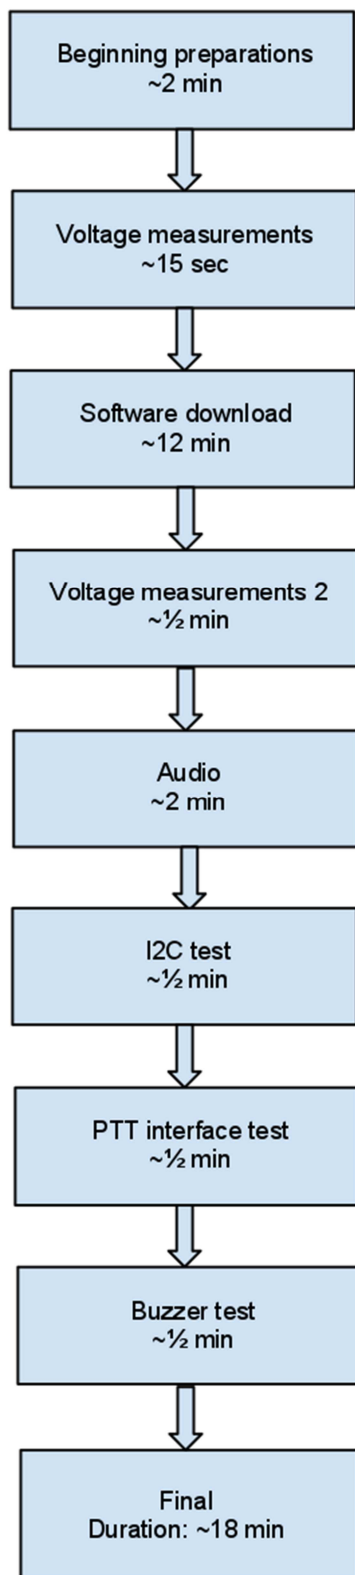 Beginning preparations
~2 min
Voltage measurements
~15 sec
Software download
~12 min
Voltage measurements 2
~½ min
Audio
~2 min
I2C test
~½ min
PTT interface test
~½ min
Buzzer test
~½ min
Final
Duration: ~18 min